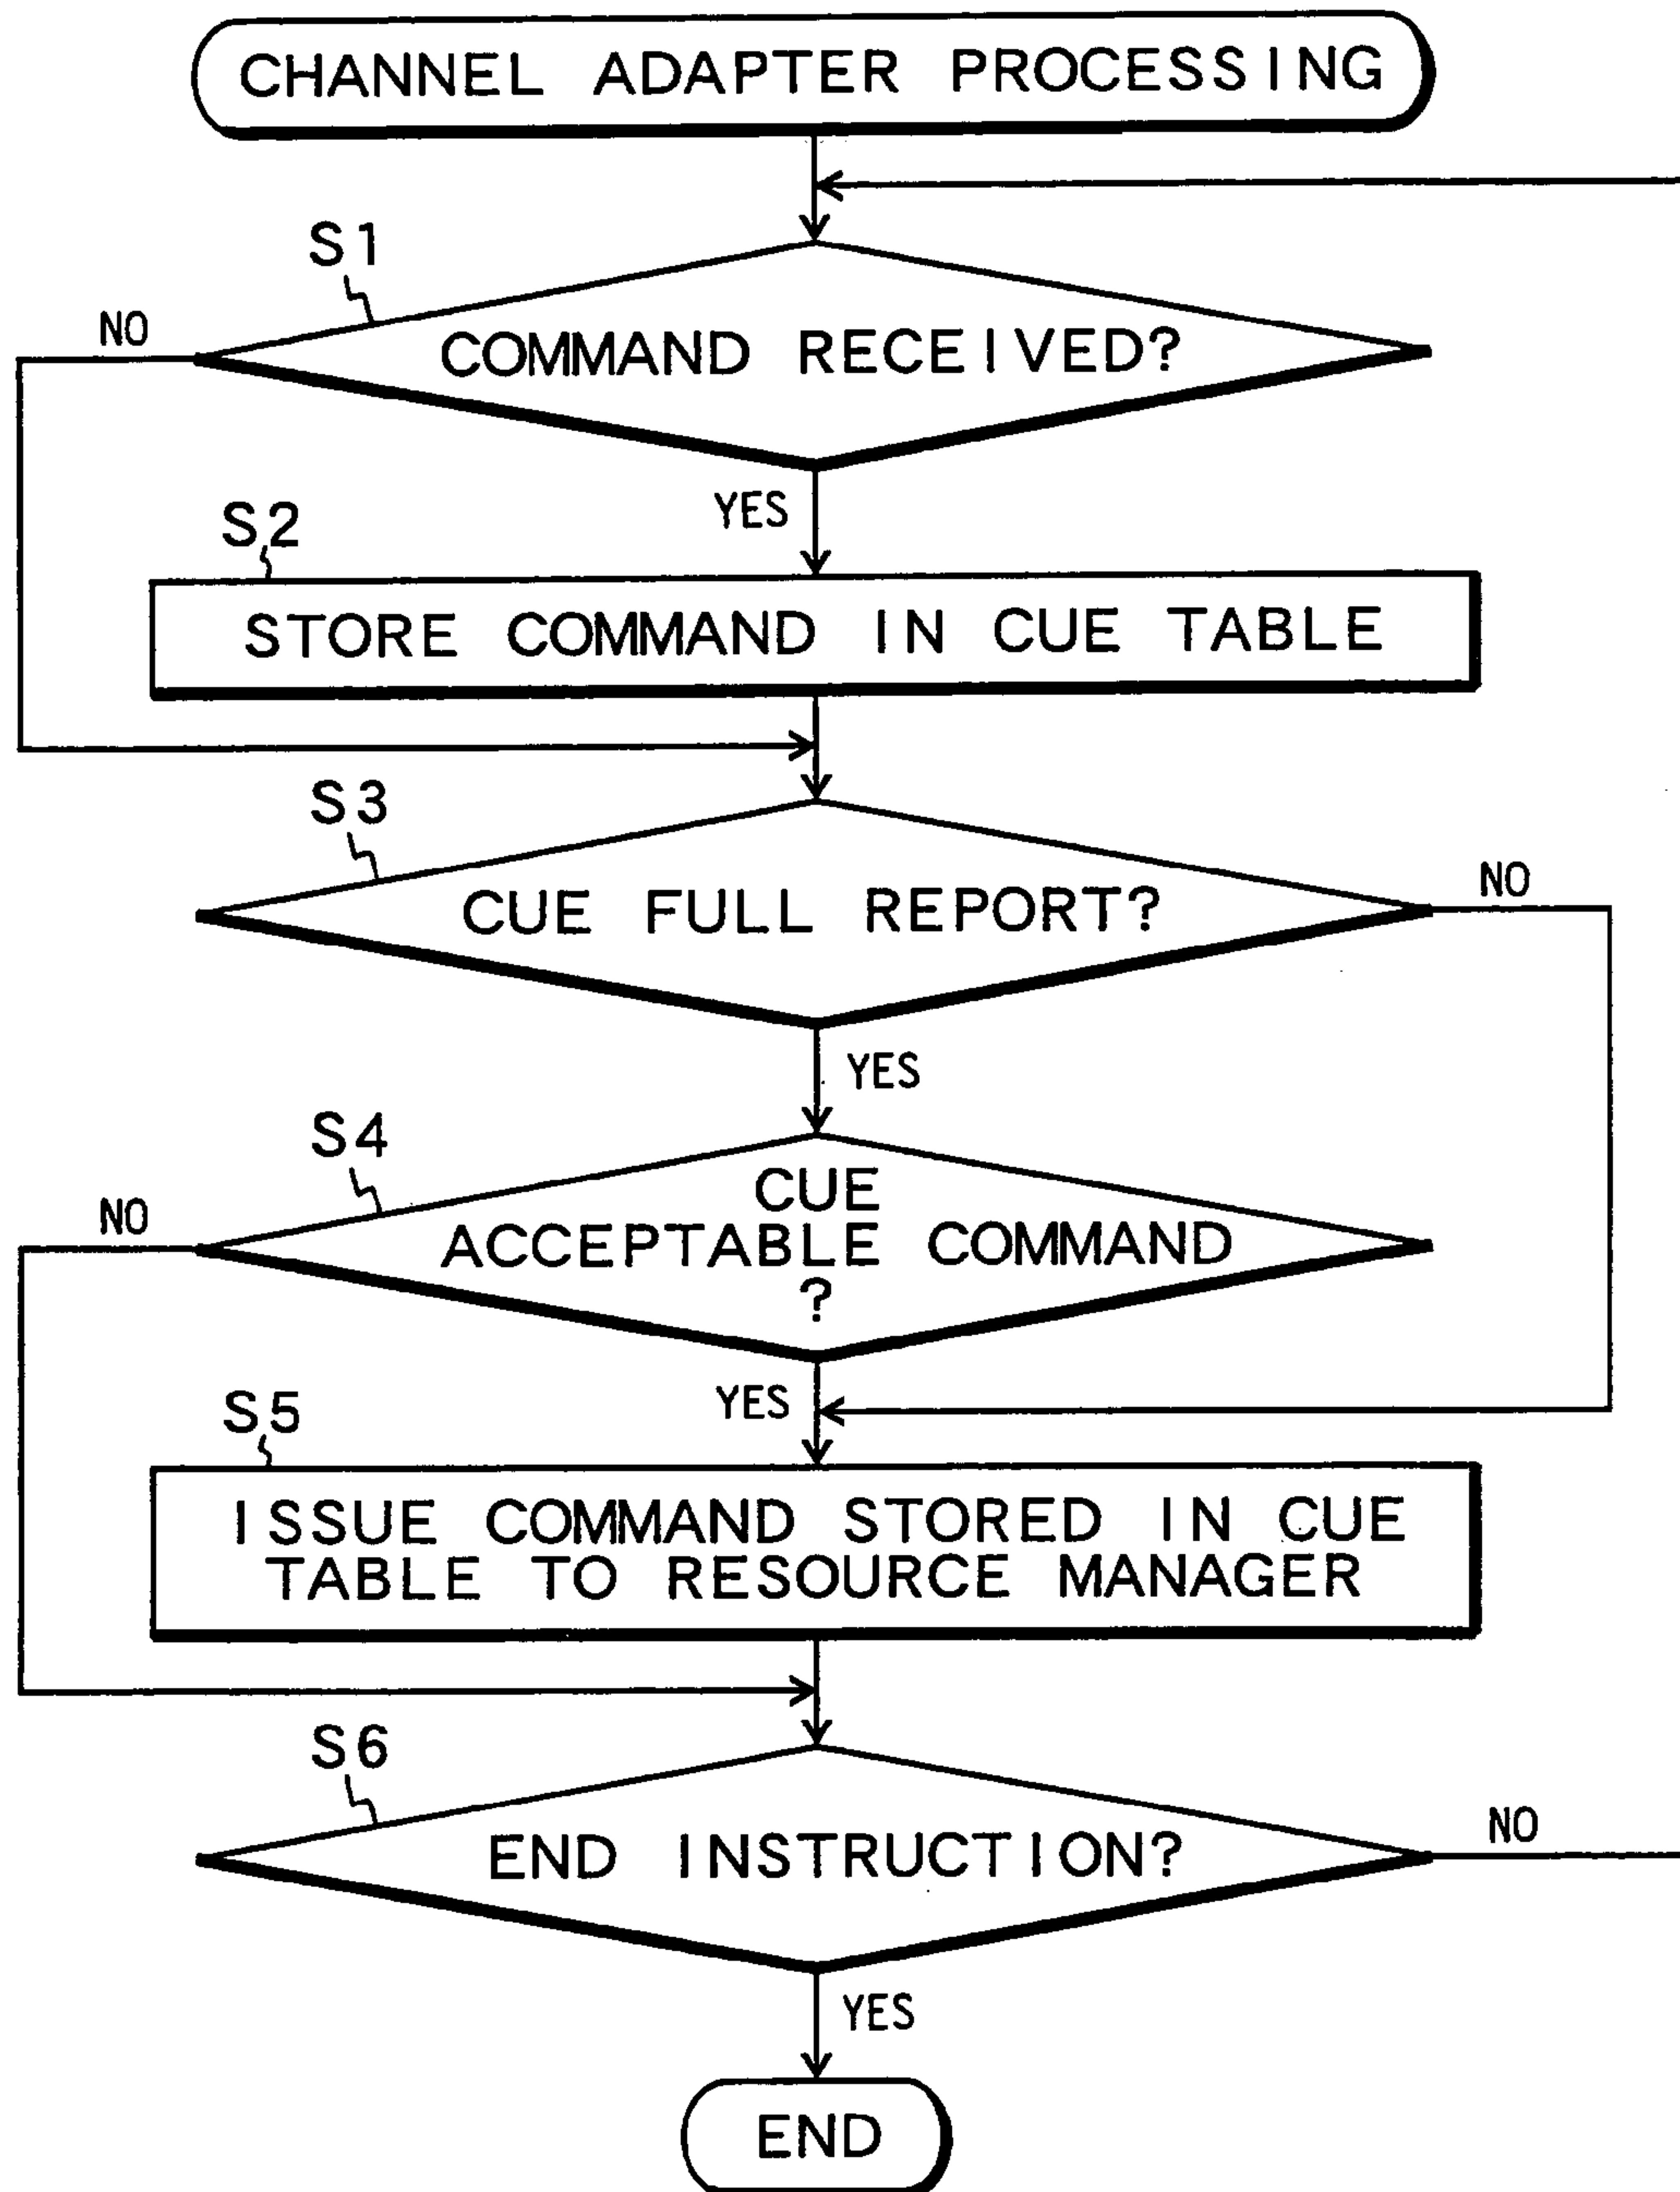 CHANNEL ADAPTER PROCESSING
S1
NO
COMMAND RECEIVED?
YES
S2
STORE COMMAND IN CUE TABLE
S3
NO
CUE FULL REPORT?
YES
S4
NO
CUE
ACCEPTABLE COMMAND
?
YES
S5
ISSUE COMMAND STORED IN CUE
TABLE TO RESOURCE MANAGER
S6
NO
END INSTRUCTION?
YES
END